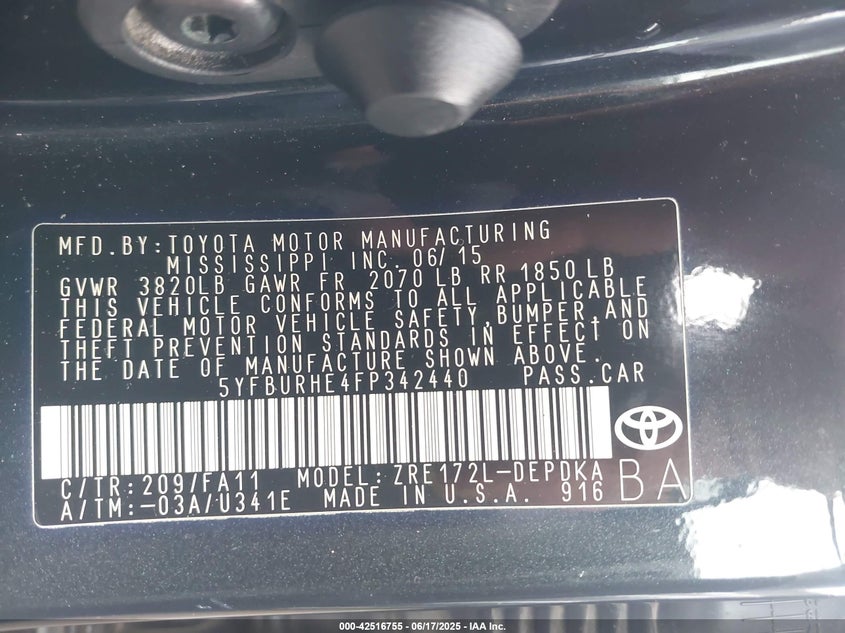 MFD.BY:TOYOTA MOTOR MANUFACTURING
MISSISSIPPI INC. 06/15
GVWR 3820LB GAWR FR 2070 LB RR 1850 LB
THIS VEHICLE CONFORMS TO ALL APPLICABLE
FEDERAL MOTOR VEHICLE SAFETY,BUMPER,AND
THEFT PREVENTION STANDARDS IN EFFECT ON
THE DATE OF MANUFACTURE SHOWN ABOVE.
5YFBURHE4FP342440 PASS.CAR
C/TR:209/FA11 MODEL:ZRE172L-DEPDKA
A/TM:-03A/U341E MADE IN U.S.A. 916 BA
000-42516755 - 06/17/2025 - IAA Inc.